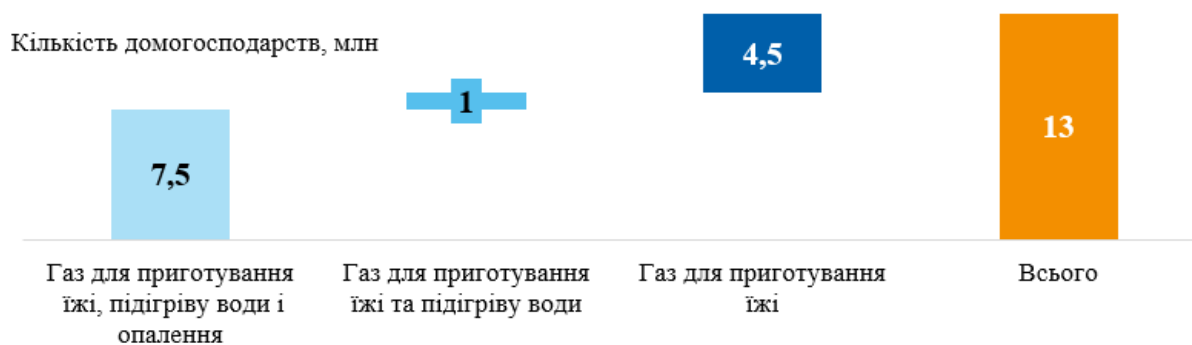 Кількість домогосподарств, млн
7,5
1
4,5
13
Газ для приготування
їжі, підігріву води і
опалення
Газ для приготування
їжі та підігріву води
Газ для приготування
їжі
Всього